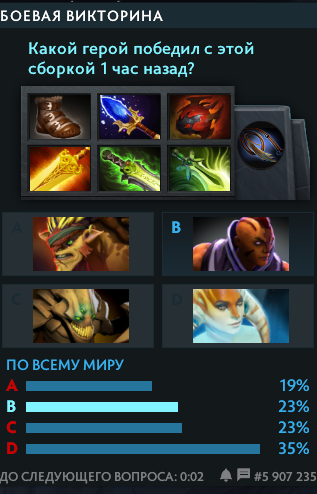 БОЕВАЯ ВИКТОРИНА
Какой герой победил с этой
сборкой 1 час назад?
A
B
C
D
ПО ВСЕМУ МИРУ
A 19%
B 23%
C 23%
D 35%
ДО СЛЕДУЮЩЕГО ВОПРОСА: 0:02 #5 907 235